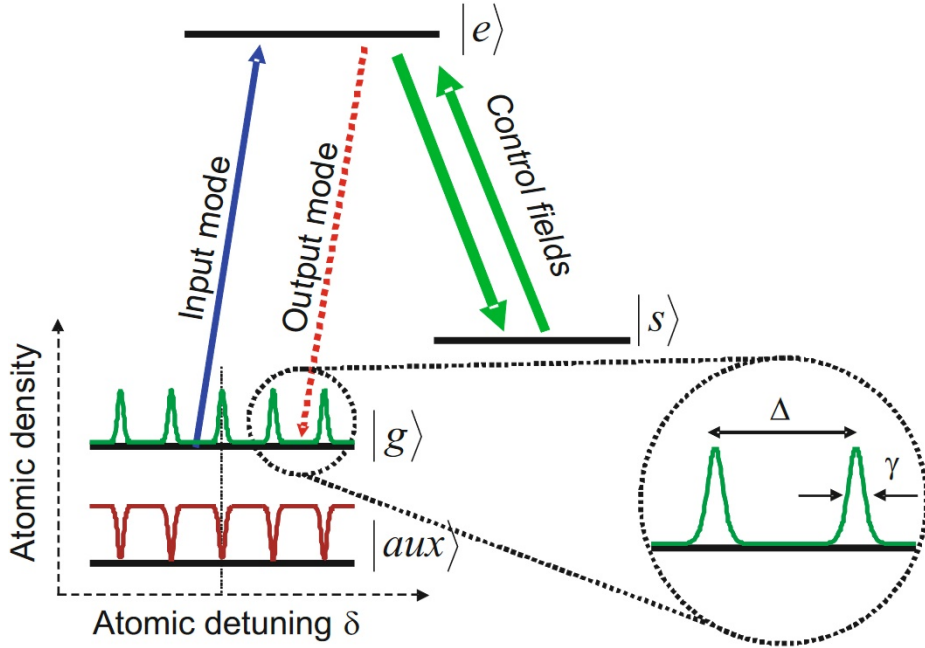 |e⟩
Input mode
Output mode
Control fields
|s⟩
Atomic density
|g⟩
Δ
γ
|aux⟩
Atomic detuning δ